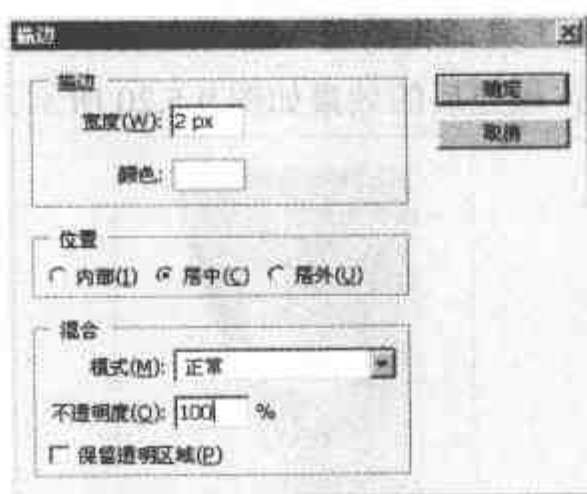 描边
描边
宽度(W): 2 px
颜色:
确定
取消
位置
内部(I) 居中(C) 居外(U)
混合
模式(M): 正常
不透明度(O): 100 %
保留透明区域(P)